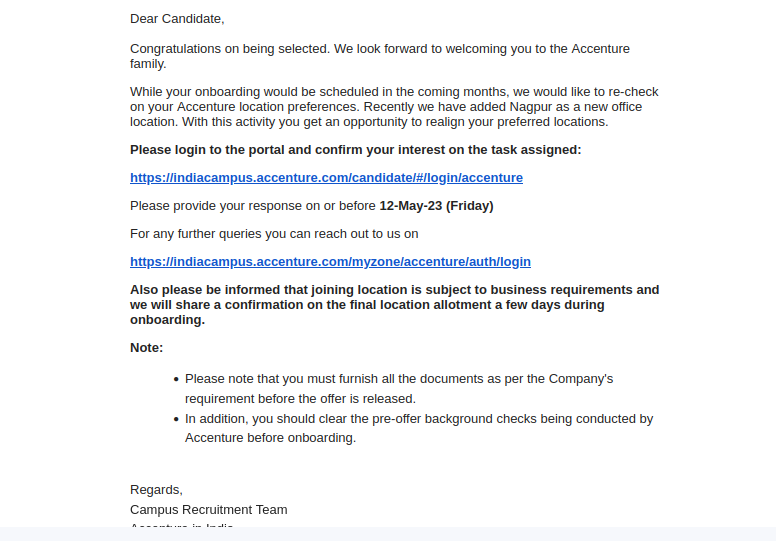 Dear Candidate,
Congratulations on being selected. We look forward to welcoming you to the Accenture
family.
While your onboarding would be scheduled in the coming months, we would like to re-check
on your Accenture location preferences. Recently we have added Nagpur as a new office
location. With this activity you get an opportunity to realign your preferred locations.
Please login to the portal and confirm your interest on the task assigned:
https://indiacampus.accenture.com/candidate/#/login/accenture
Please provide your response on or before 12-May-23 (Friday)
For any further queries you can reach out to us on
https://indiacampus.accenture.com/myzone/accenture/auth/login
Also please be informed that joining location is subject to business requirements and
we will share a confirmation on the final location allotment a few days during
onboarding.
Note:
• Please note that you must furnish all the documents as per the Company's
requirement before the offer is released.
• In addition, you should clear the pre-offer background checks being conducted by
Accenture before onboarding.
Regards,
Campus Recruitment Team
Accenture in India